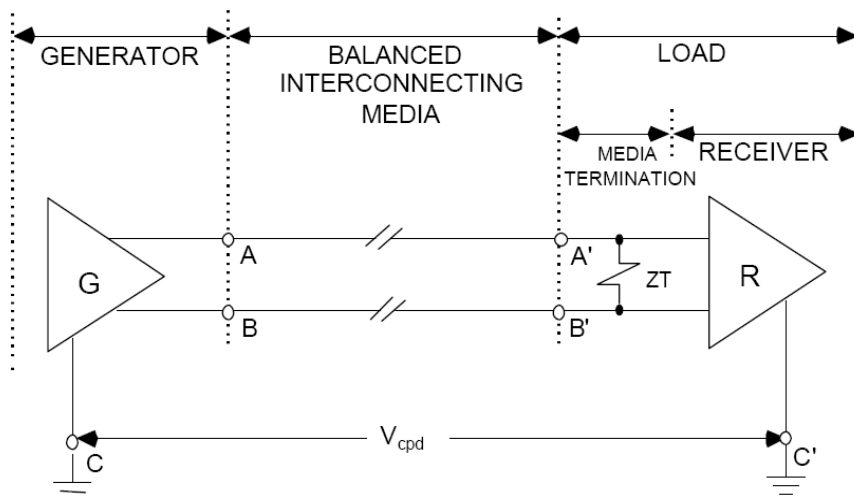 GENERATOR
BALANCED
INTERCONNECTING
MEDIA
LOAD
MEDIA
TERMINATION
RECEIVER
A
A'
G
ZT
R
B
B'
Vcpd
C
C'